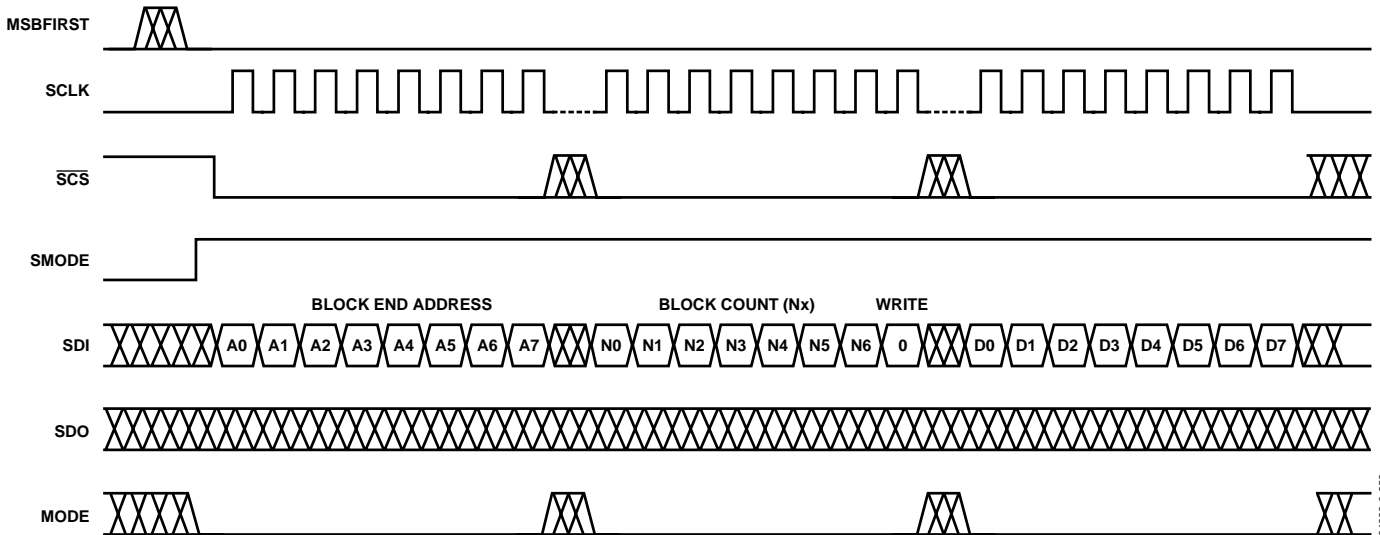 MSBFIRST
SCLK
SCS
SMODE
BLOCK END ADDRESS BLOCK COUNT (Nx) WRITE
SDI A0 A1 A2 A3 A4 A5 A6 A7 N0 N1 N2 N3 N4 N5 N6 0 D0 D1 D2 D3 D4 D5 D6 D7
SDO
MODE